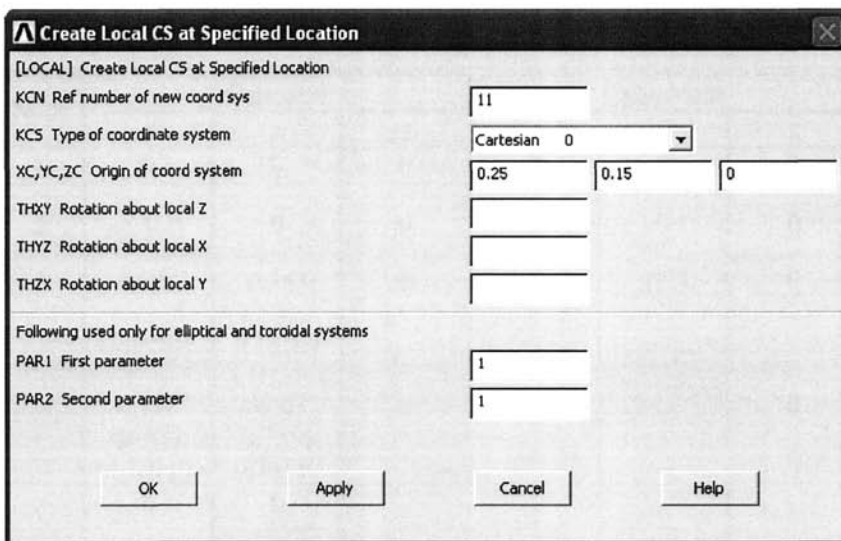 Create Local CS at Specified Location
[LOCAL] Create Local CS at Specified Location
KCN Ref number of new coord sys 11
KCS Type of coordinate system Cartesian 0
XC,YC,ZC Origin of coord system 0.25 0.15 0
THXY Rotation about local Z
THYZ Rotation about local X
THZX Rotation about local Y
Following used only for elliptical and toroidal systems
PAR1 First parameter 1
PAR2 Second parameter 1
OK Apply Cancel Help